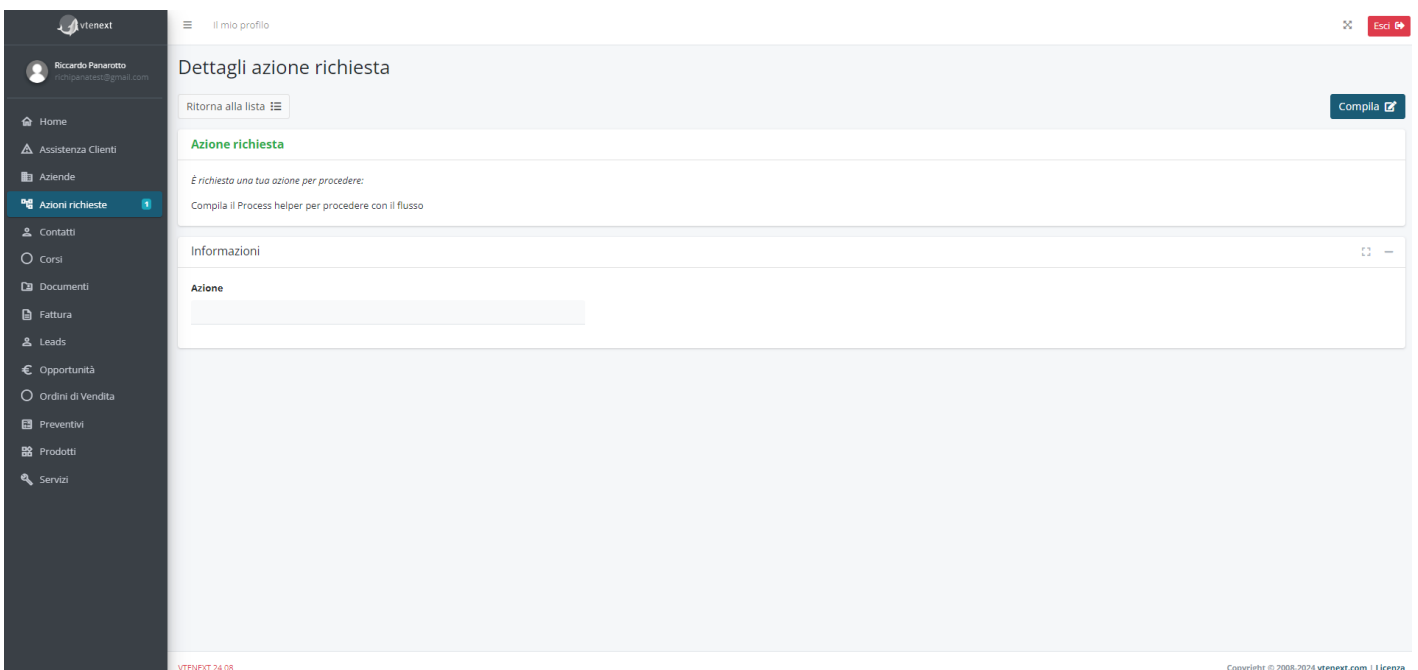 vtenext
Il mio profilo
Esci
Riccardo Panarotto
richipanatest@gmail.com
Dettagli azione richiesta
Ritorna alla lista
Compila
Home
Assistenza Clienti
Aziende
Azioni richieste 1
Contatti
Corsi
Documenti
Fattura
Leads
Opportunità
Ordini di Vendita
Preventivi
Prodotti
Servizi
Azione richiesta
È richiesta una tua azione per procedere:
Compila il Process helper per procedere con il flusso
Informazioni
Azione
VTENEXT 24.08
Copyright © 2008-2024 vtenext.com | Licenza